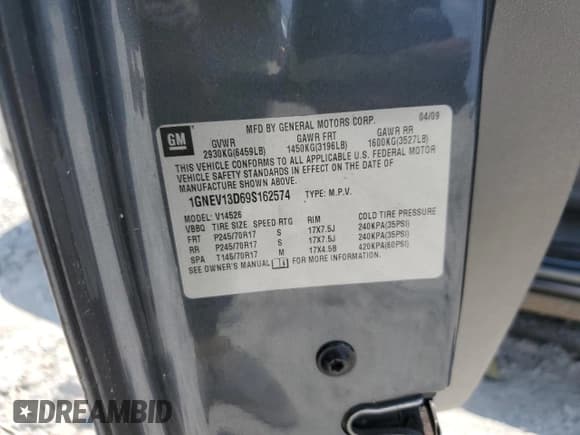 MFD BY GENERAL MOTORS CORP. 04/09
GM
GVWR GAWR FRT GAWR RR
2930KG(6459LB) 1450KG(3196LB) 1600KG(3527LB)
THIS VEHICLE CONFORMS TO ALL APPLICABLE U.S. FEDERAL MOTOR
VEHICLE SAFETY STANDARDS IN EFFECT ON THE DATE OF
MANUFACTURE SHOWN ABOVE.
1GNEV13D69S162574 TYPE: M.P.V.
MODEL: V14526
VBBQ TIRE SIZE SPEED RTG RIM COLD TIRE PRESSURE
FRT P245/70R17 S 17X7.5J 240KPA(35PSI)
RR P245/70R17 S 17X7.5J 240KPA(35PSI)
SPA T145/70R17 M 17X4.5B 420KPA(60PSI)
SEE OWNER'S MANUAL
DREAMBID